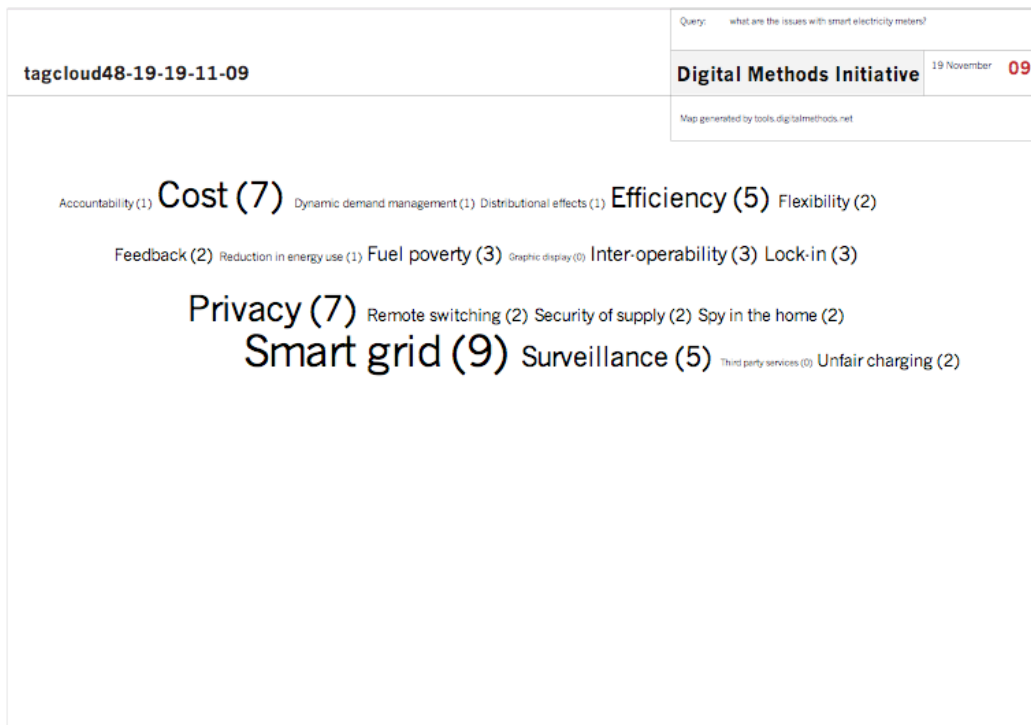 Query: what are the issues with smart electricity meters?
tagcloud48-19-19-11-09
Digital Methods Initiative
19 November 09
Map generated by tools.digitalmethods.net
Accountability (1) Cost (7) Dynamic demand management (1) Distributional effects (1) Efficiency (5) Flexibility (2)
Feedback (2) Reduction in energy use (1) Fuel poverty (3) Graphic display (0) Inter-operability (3) Lock-in (3)
Privacy (7) Remote switching (2) Security of supply (2) Spy in the home (2)
Smart grid (9) Surveillance (5) Third party services (0) Unfair charging (2)